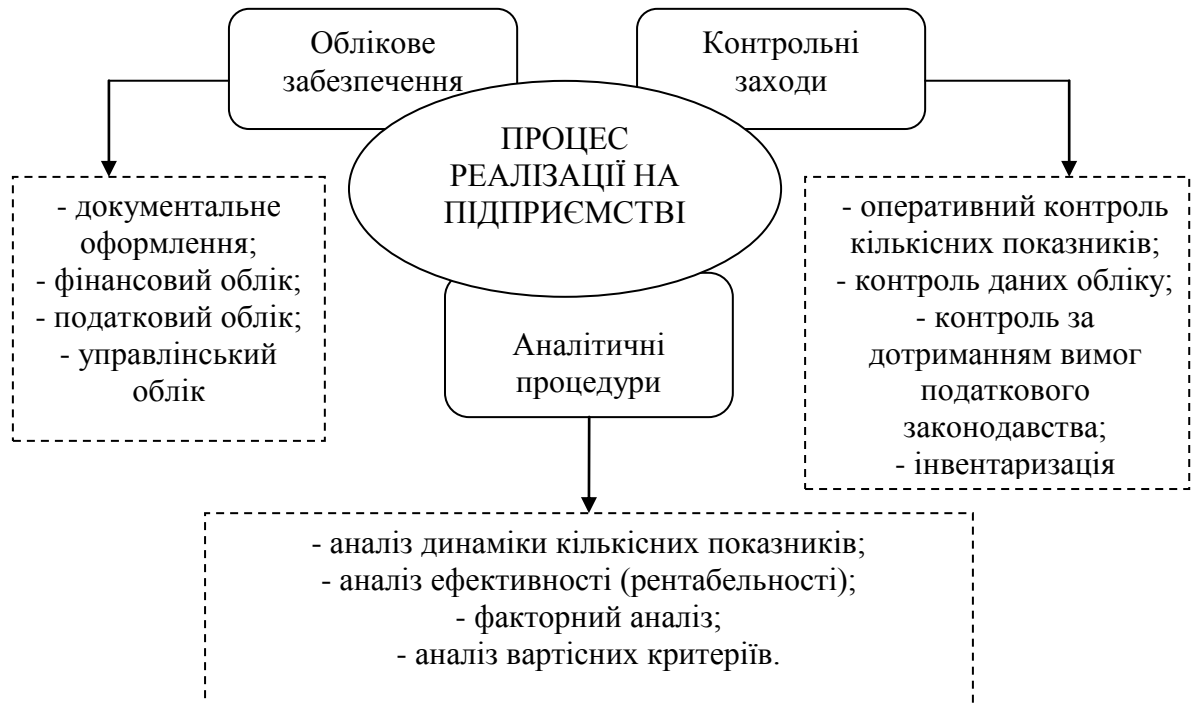 Облікове
забезпечення
Контрольні
заходи
ПРОЦЕС
РЕАЛІЗАЦІЇ НА
ПІДПРИЄМСТВІ
- документальне
оформлення;
- фінансовий облік;
- податковий облік;
- управлінський
облік
- оперативний контроль
кількісних показників;
- контроль даних обліку;
- контроль за
дотриманням вимог
податкового
законодавства;
- інвентаризація
Аналітичні
процедури
- аналіз динаміки кількісних показників;
- аналіз ефективності (рентабельності);
- факторний аналіз;
- аналіз вартісних критеріїв.